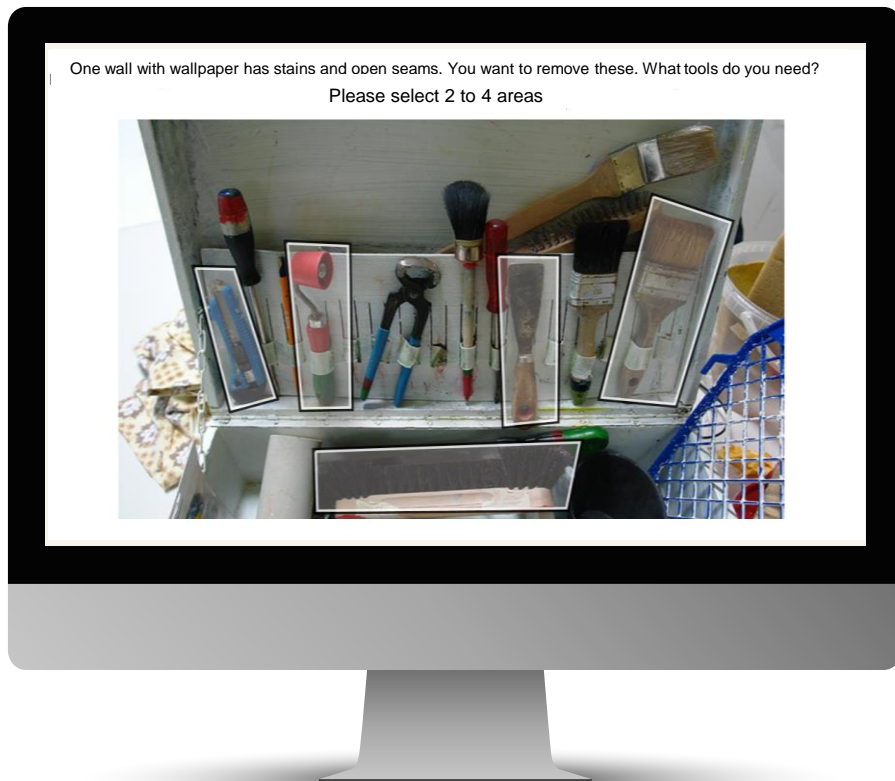 One wall with wallpaper has stains and open seams. You want to remove these. What tools do you need?
Please select 2 to 4 areas